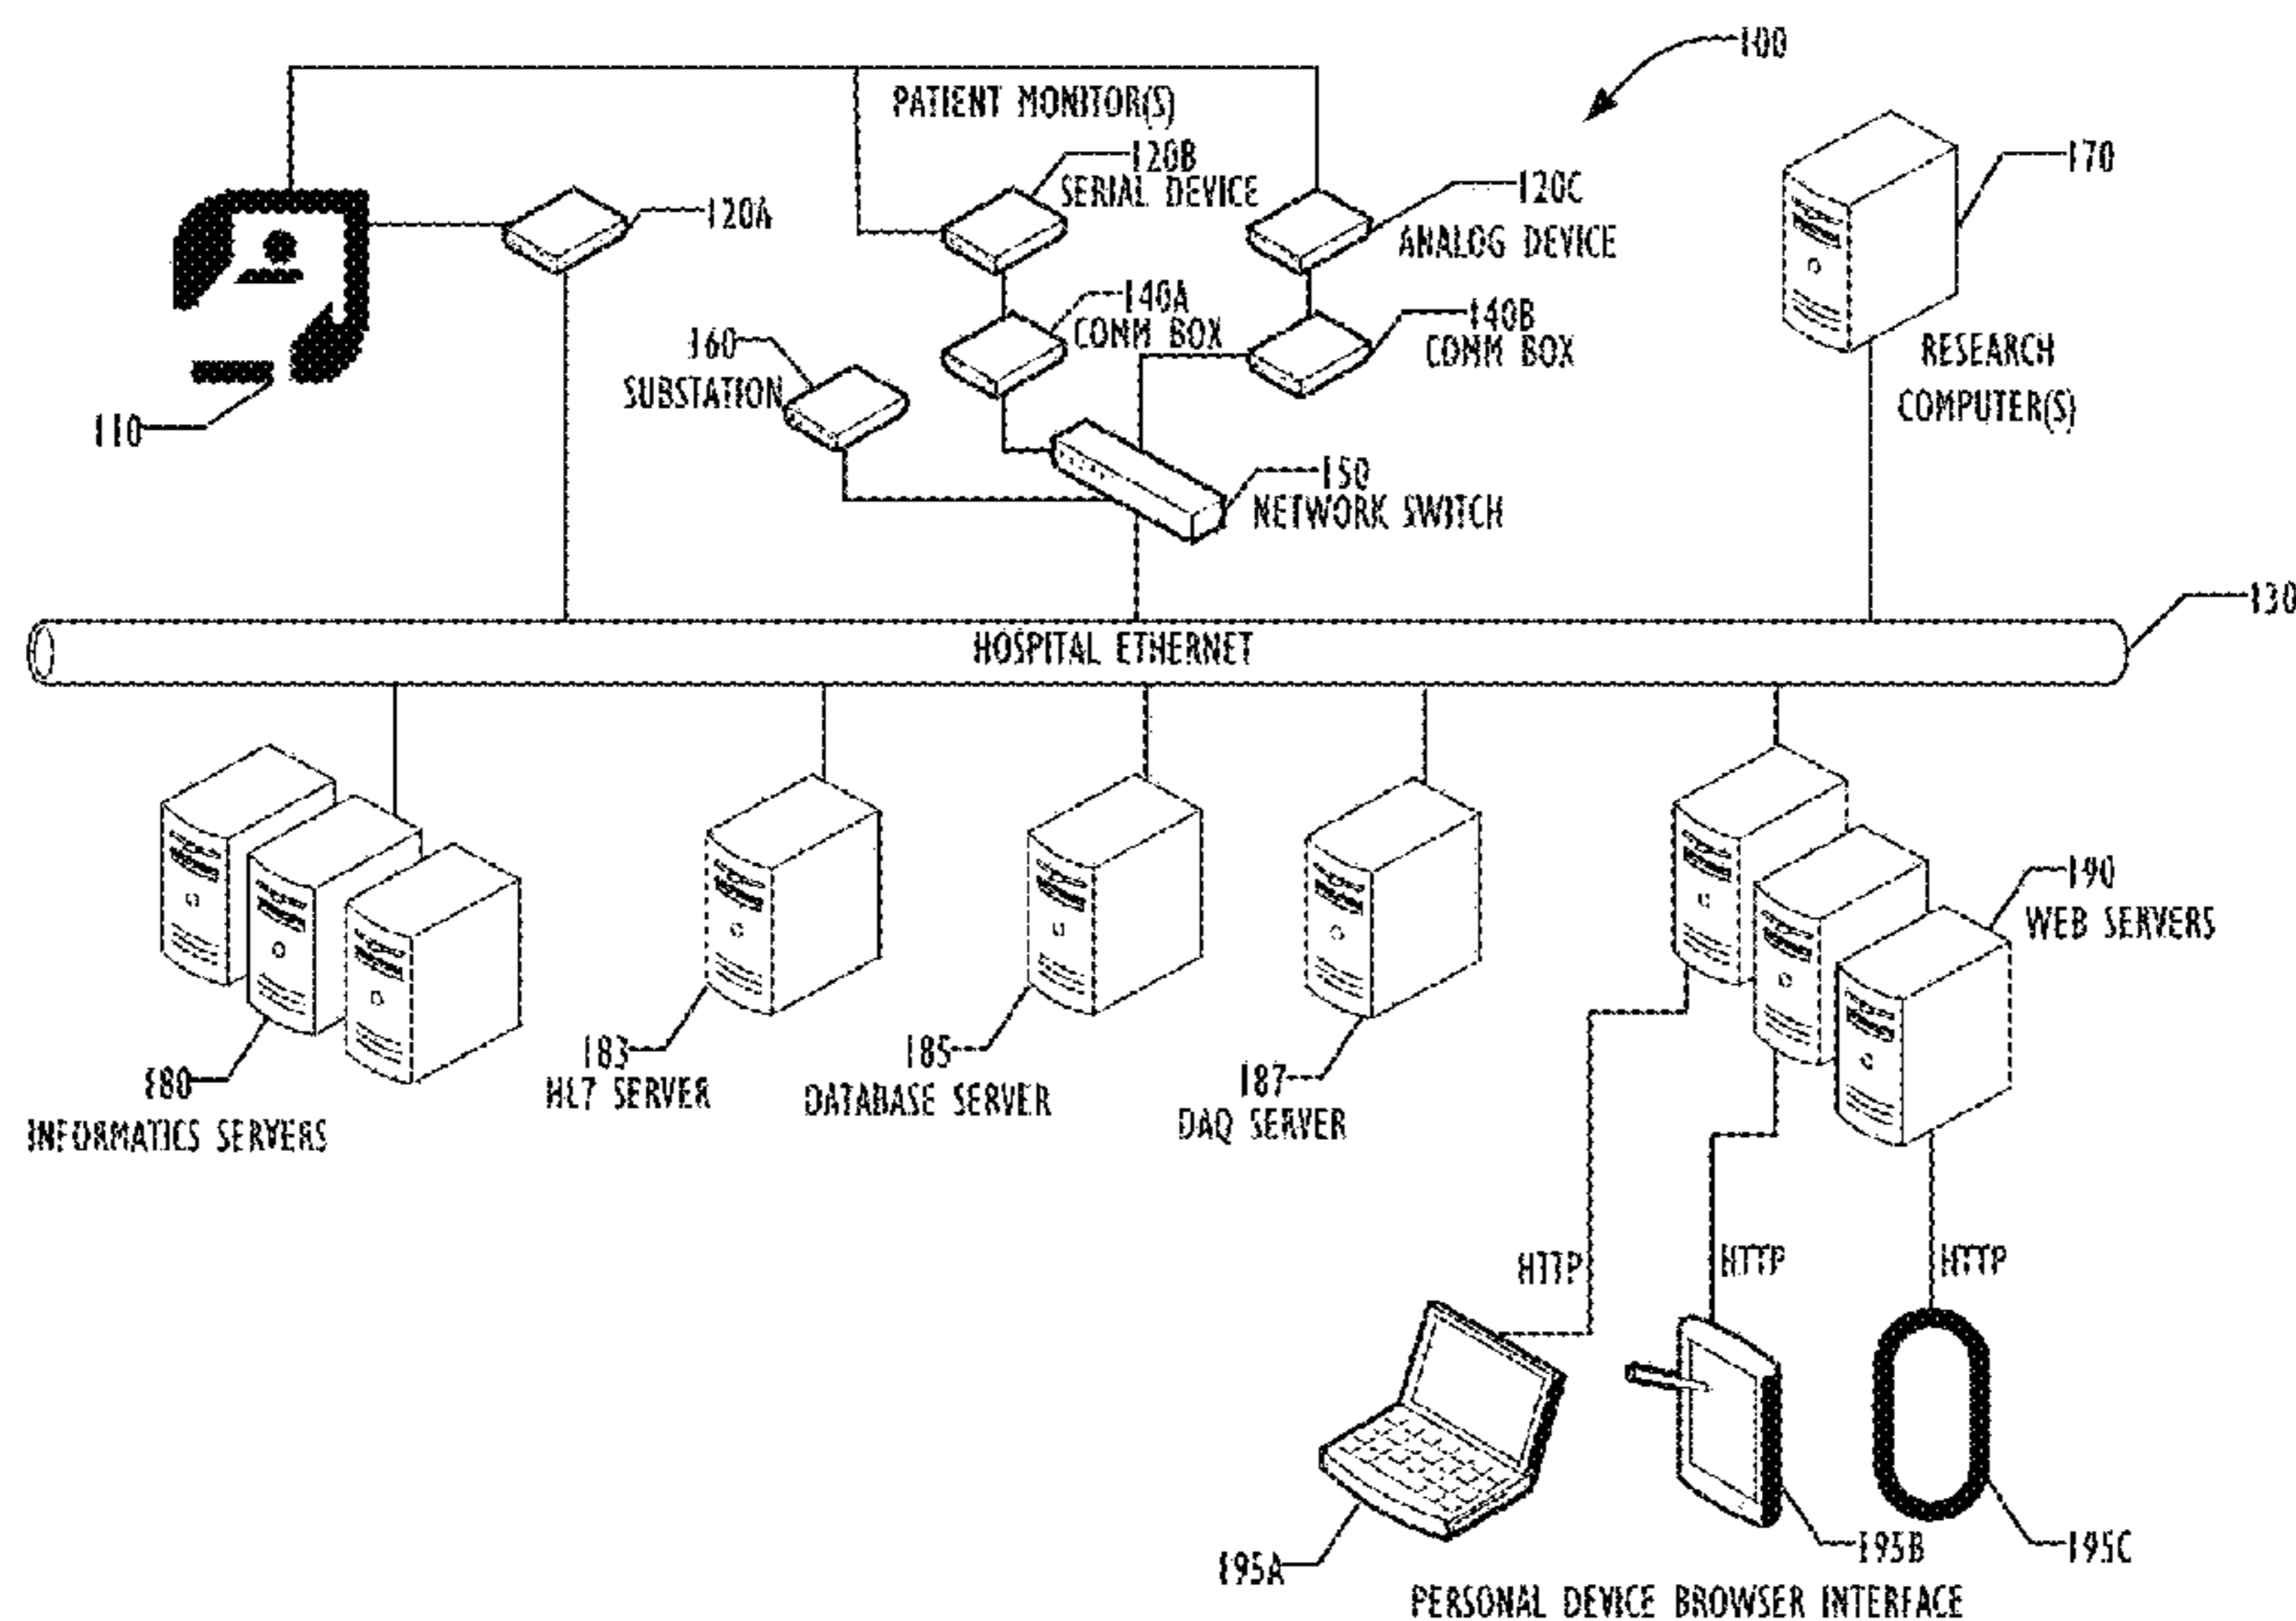 100
PATIENT MONITOR(S)
120B
SERIAL DEVICE
120C
ANALOG DEVICE
170
120A
140A
COMM BOX
140B
COMM BOX
160
SUBSTATION
RESEARCH
COMPUTER(S)
110
150
NETWORK SWITCH
130
HOSPITAL ETHERNET
190
WEB SERVERS
180
INFORMATICS SERVERS
183
HL7 SERVER
185
DATABASE SERVER
187
DAQ SERVER
HTTP
HTTP
HTTP
195A
195B
195C
PERSONAL DEVICE BROWSER INTERFACE